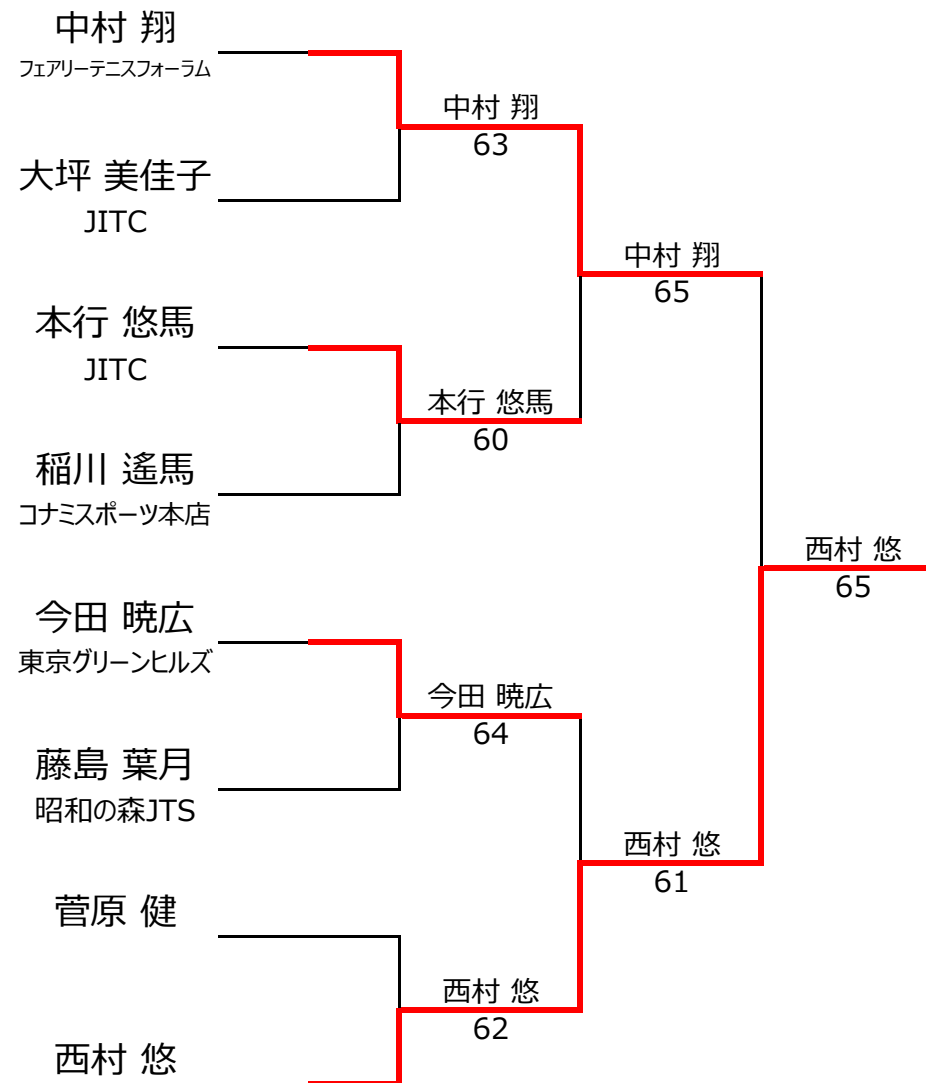 中村 翔
フェアリーテニスフォーラム
中村 翔
63
大坪 美佳子
JITC
中村 翔
65
本行 悠馬
JITC
本行 悠馬
60
稲川 遙馬
コナミスポーツ本店
西村 悠
65
今田 暁広
東京グリーンヒルズ
今田 暁広
64
藤島 葉月
昭和の森JTS
西村 悠
61
菅原 健
西村 悠
62
西村 悠